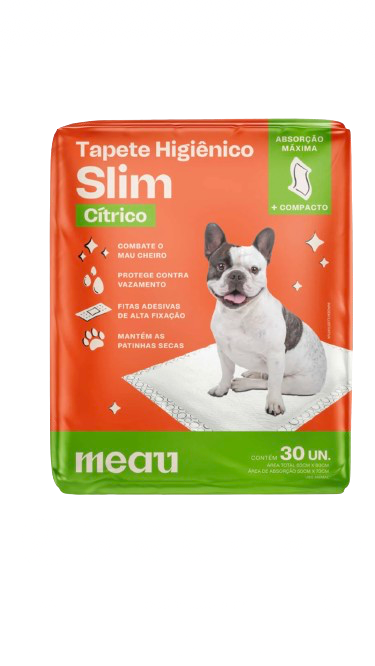 ABSORÇÃO
MÁXIMA
+ COMPACTO
Tapete Higiênico
Slim
Cítrico
COMBATE O
MAU CHEIRO
PROTEGE CONTRA
VAZAMENTO
FITAS ADESIVAS
DE ALTA FIXAÇÃO
MANTÉM AS
PATINHAS SECAS
meau
CONTÉM 30 UN.